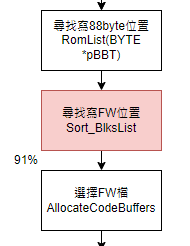 尋找寫88byte位置
RomList(BYTE
*pBBT)
尋找寫FW位置
Sort_BlksList
91%
選擇FW檔
AllocateCodeBuffers